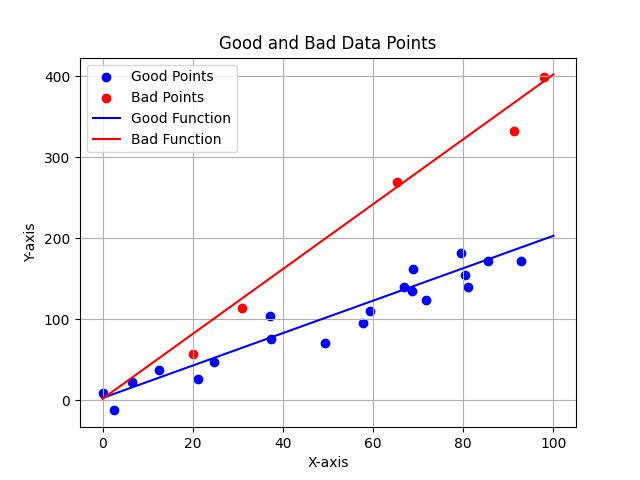 Good and Bad Data Points
Good Points
Bad Points
Good Function
Bad Function
400
300
200
100
0
Y-axis
0 20 40 60 80 100
X-axis